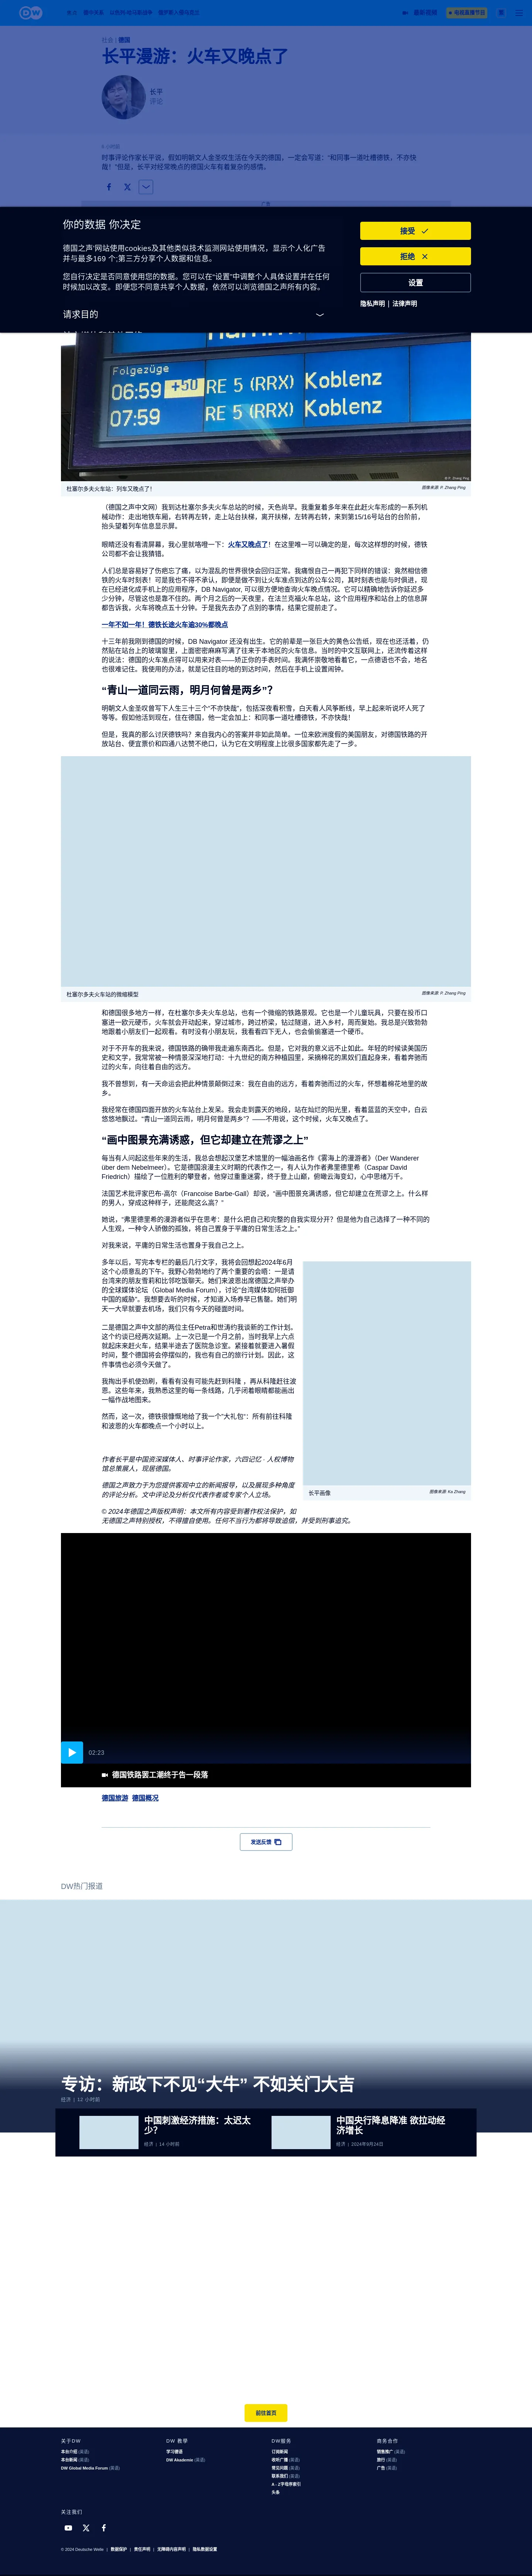 社会 | 德国
长平漫游：火车又晚点了
长平
评论
时事评论作家长平说，假如明朝文人金圣叹生活在今天的德国，一定会写道：“和同事一道吐槽德铁，不亦快
哉！”但是，长平对经常晚点的德国火车有着复杂的感情。
你的数据 你决定
德国之声网站使用cookies及其他类似技术监测网站使用情况，显示个人化广告
并与最多169 个第三方分享个人数据和信息。
您自行决定是否同意使用您的数据。您可以在“设置”中调整个人具体设置并在任何
时候加以改变。即便您不同意共享个人数据，依然可以浏览德国之声所有内容。
请求目的
接受
拒绝
设置
隐私声明 | 法律声明
Folgezüge
06:59 +50 RE 5 (RRX) Koblenz
07:59 RE 5 (RRX) Koblenz
杜塞尔多夫火车站：列车又晚点了！
图像来源: P. Zhang Ping
（德国之声中文网）我到达杜塞尔多夫火车总站的时候，天色尚早。我重复着多年来在此赶火车形成的一系列机
械动作：走出地铁车厢，右转再左转，走上站台扶梯，离开扶梯，左转再右转，来到第15/16号站台的台阶前，
抬头望着列车信息显示屏。
眼睛还没有看清屏幕，我心里就咯噔一下：火车又晚点了！在这里唯一可以确定的是，每次这样想的时候，德铁
公司都不会让我猜错。
人们总是容易好了伤疤忘了痛，以为混乱的世界很快会回归正常。我痛恨自己一再犯下同样的错误：竟然相信德
铁的火车时刻表！可是我也不得不承认，即便是做不到让火车准点到达的公车公司，其时刻表也能与时俱进，现
在已经进化成手机上的应用程序，DB Navigator, 可以很方便地查询火车晚点情况。它可以精确地告诉你延迟多
少分钟，尽管这也是靠不住的。两个月之后的一天夜里，在法兰克福火车总站，这个应用程序和站台上的信息屏
都告诉我，火车将晚点五十分钟。于是我先去办了点别的事情，结果它提前走了。
一年不如一年！德铁长途火车逾30%都晚点
十三年前我刚到德国的时候，DB Navigator 还没有出生。它的前辈是一张巨大的黄色公告纸，现在也还活着，仍
然贴在站台上的玻璃窗里，上面密密麻麻写满了往来于本地区的火车信息。当时的中文互联网上，还流传着这样
的说法：德国的火车准点得可以用来对表——矫正你的手表时间。我满怀崇敬地看着它，一点德语也不会，地名
也很难记住。我使用的办法，就是记住目的地的到达时间，然后在手机上设置闹钟。
“青山一道同云雨，明月何曾是两乡”？
明朝文人金圣叹曾写下人生三十三个“不亦快哉”，包括深夜看积雪，白天看人风筝断线，早上起来听说坏人死了
等等。假如他活到现在，住在德国，他一定会加上：和同事一道吐槽德铁，不亦快哉！
但是，我真的那么讨厌德铁吗？来自我内心的答案并非如此简单。一位来欧洲度假的美国朋友，对德国铁路的开
放站台、便宜票价和四通八达赞不绝口，认为它在文明程度上比很多国家都先走了一步。
杜塞尔多夫火车站的微缩模型
图像来源: P. Zhang Ping
和德国很多地方一样，在杜塞尔多夫火车总站，也有一个微缩的铁路景观。它也是一个儿童玩具，只要在投币口
塞进一欧元硬币，火车就会开动起来，穿过城市，跨过桥梁，钻过隧道，进入乡村，周而复始。我总是兴致勃勃
地跟着小朋友们一起观看。有时没有小朋友玩，我看看四下无人，也会偷偷塞进一个硬币。
对于不开车的我来说，德国铁路的确带我走遍东南西北。但是，它对我的意义远不止如此。年轻的时候读美国历
史和文学，我常常被一种情景深深地打动：十九世纪的南方种植园里，采摘棉花的黑奴们直起身来，看着奔驰而
过的火车，向往着自由的远方。
我不曾想到，有一天命运会把此种情景颠倒过来：我在自由的远方，看着奔驰而过的火车，怀想着棉花地里的故
乡。
我经常在德国四面开放的火车站台上发呆。我会走到露天的地段，站在灿烂的阳光里，看着蓝蓝的天空中，白云
悠悠地飘过。“青山一道同云雨，明月何曾是两乡”？——不用说，这个时候，火车又晚点了。
“画中图景充满诱惑，但它却建立在荒谬之上”
每当有人问起这些年来的生活，我总会想起汉堡艺术馆里的一幅油画名作《雾海上的漫游者》（Der Wanderer
über dem Nebelmeer）。它是德国浪漫主义时期的代表作之一，有人认为作者弗里德里希（Caspar David
Friedrich）描绘了一位胜利的攀登者，他穿过重重迷雾，终于登上山巅，俯瞰云海变幻，心中思绪万千。
法国艺术批评家巴布-高尔（Francoise Barbe-Gall）却说，“画中图景充满诱惑，但它却建立在荒谬之上。什么样
的男人，穿成这种样子，还能爬这么高？”
她说，“弗里德里希的漫游者似乎在思考：是什么把自己和完整的自我实现分开？但是他为自己选择了一种不同的
人生观，一种令人骄傲的孤独，将自己置身于平庸的日常生活之上。”
对我来说，平庸的日常生活也置身于我自己之上。
多年以后，写完本专栏的最后几行文字，我将会回想起2024年6月
这个心烦意乱的下午。我野心勃勃地约了两个重要的会晤：一是请
台湾来的朋友雪莉和比邻吃饭聊天。她们来波恩出席德国之声举办
的全球媒体论坛（Global Media Forum），讨论“台湾媒体如何抵御
中国的威胁”。我想要去听的时候，才知道入场券早已售罄。她们明
天一大早就要去机场，我们只有今天的碰面时间。
二是德国之声中文部的两位主任Petra和世涛约我谈新的工作计划。
这个约谈已经两次延期。上一次已是一个月之前，当时我早上六点
就起床来赶火车，结果半途去了医院急诊室。紧接着就要进入暑假
时间，整个德国将会停摆似的，我也有自己的旅行计划。因此，这
件事情也必须今天做了。
我掏出手机使劲刷，看看有没有可能先赶到科隆 ，再从科隆赶往波
恩。这些年来，我熟悉这里的每一条线路，几乎闭着眼睛都能画出
一幅作战地图来。
然而，这一次，德铁很慷慨地给了我一个“大礼包”：所有前往科隆
和波恩的火车都晚点一个小时以上。
作者长平是中国资深媒体人、时事评论作家，六四记忆 · 人权博物
馆总策展人，现居德国。
德国之声致力于为您提供客观中立的新闻报导，以及展现多种角度
的评论分析。文中评论及分析仅代表作者或专家个人立场。
© 2024年德国之声版权声明：本文所有内容受到著作权法保护，如
无德国之声特别授权，不得擅自使用。任何不当行为都将导致追偿，并受到刑事追究。
长平画像
图像来源: Ka Zhang
02:23
德国铁路罢工潮终于告一段落
德国旅游 德国概况
发送反馈
DW热门报道
专访：新政下不见“大牛” 不如关门大吉
经济 | 12 小时前
中国刺激经济措施：太迟太
少？
经济 | 14 小时前
中国央行降息降准 欲拉动经
济增长
经济 | 2024年9月24日
前往首页
关于DW
本台介绍 (英语)
本台新闻 (英语)
DW Global Media Forum (英语)
DW 教学
学习德语
DW Akademie (英语)
DW服务
订阅新闻
收听广播 (英语)
常见问题 (英语)
联系我们 (英语)
A - Z字母序索引
头条
商务合作
销售推广 (英语)
旅行 (英语)
广告 (英语)
关注我们
© 2024 Deutsche Welle | 数据保护 | 责任声明 | 无障碍内容声明 | 隐私数据设置